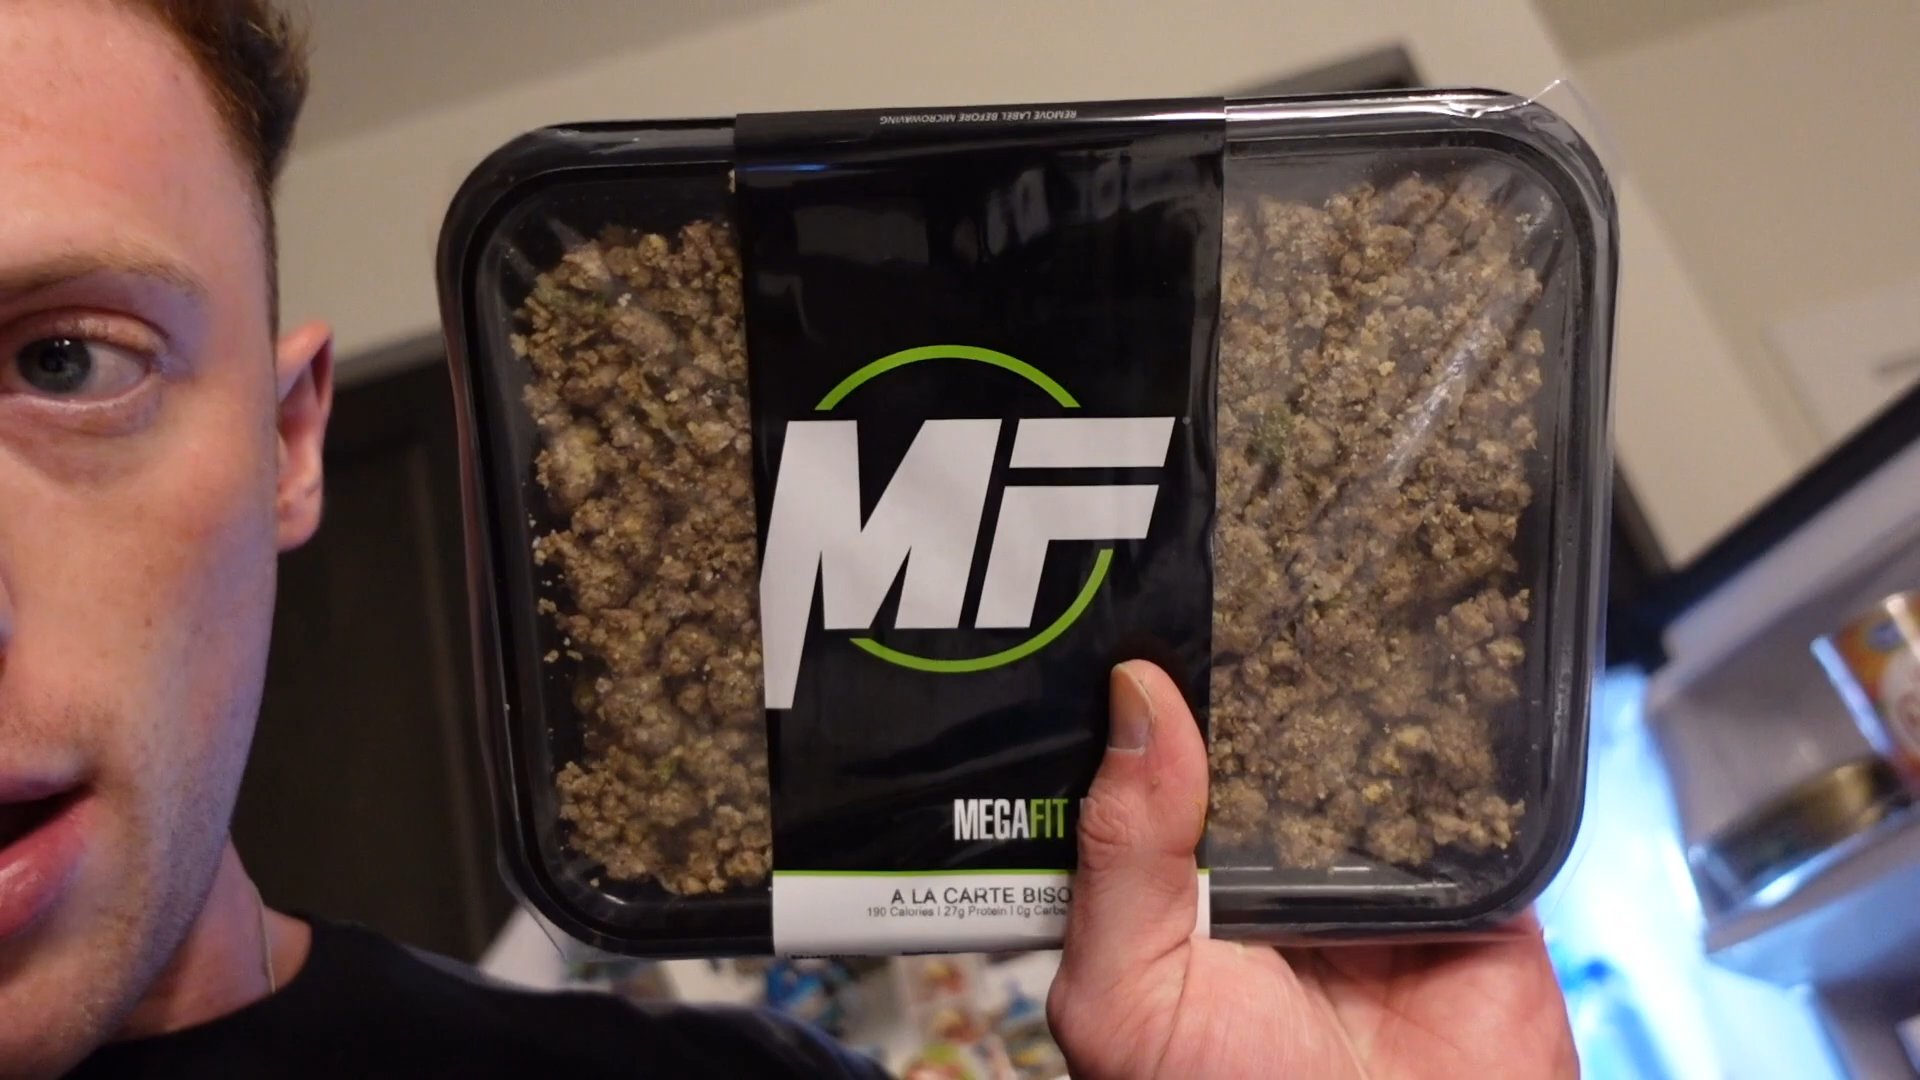 REMOVE LABEL BEFORE MICROWAVING
MF
MEGAFIT
A LA CARTE BISO
190 Calories | 27g Protein | 0g Carbs